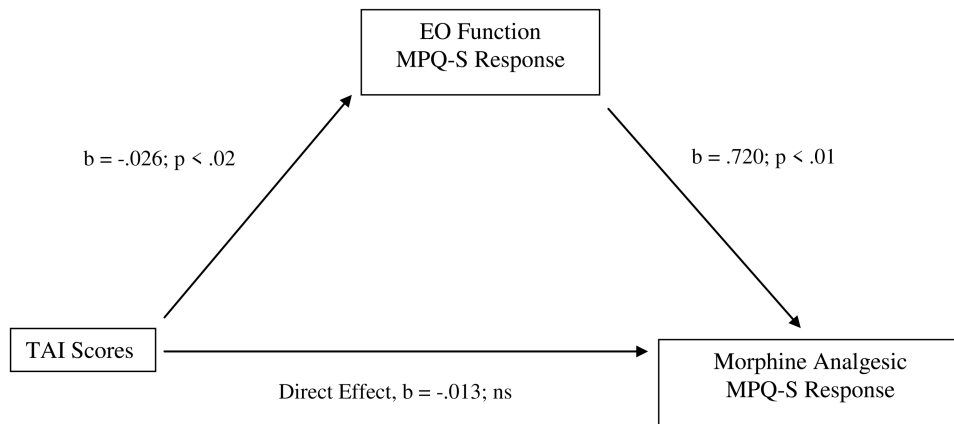 EO Function
MPQ-S Response
b = -.026; p < .02
b = .720; p < .01
TAI Scores
Direct Effect, b = -.013; ns
Morphine Analgesic
MPQ-S Response